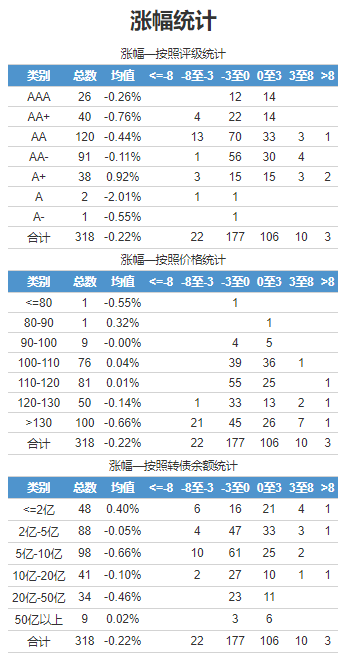 涨幅统计
涨幅—按照评级统计
类别 总数 均值 <=-8 -8至-3 -3至0 0至3 3至8 >8
AAA 26 -0.26% 12 14
AA+ 40 -0.76% 4 22 14
AA 120 -0.44% 13 70 33 3 1
AA- 91 -0.11% 1 56 30 4
A+ 38 0.92% 3 15 15 3 2
A 2 -2.01% 1 1
A- 1 -0.55% 1
合计 318 -0.22% 22 177 106 10 3
涨幅—按照价格统计
类别 总数 均值 <=-8 -8至-3 -3至0 0至3 3至8 >8
<=80 1 -0.55% 1
80-90 1 0.32% 1
90-100 9 -0.00% 4 5
100-110 76 0.04% 39 36 1
110-120 81 0.01% 55 25 1
120-130 50 -0.14% 1 33 13 2 1
>130 100 -0.66% 21 45 26 7 1
合计 318 -0.22% 22 177 106 10 3
涨幅—按照转债余额统计
类别 总数 均值 <=-8 -8至-3 -3至0 0至3 3至8 >8
<=2亿 48 0.40% 6 16 21 4 1
2亿-5亿 88 -0.05% 4 47 33 3 1
5亿-10亿 98 -0.66% 10 61 25 2
10亿-20亿 41 -0.10% 2 27 10 1 1
20亿-50亿 34 -0.46% 23 11
50亿以上 9 0.02% 3 6
合计 318 -0.22% 22 177 106 10 3